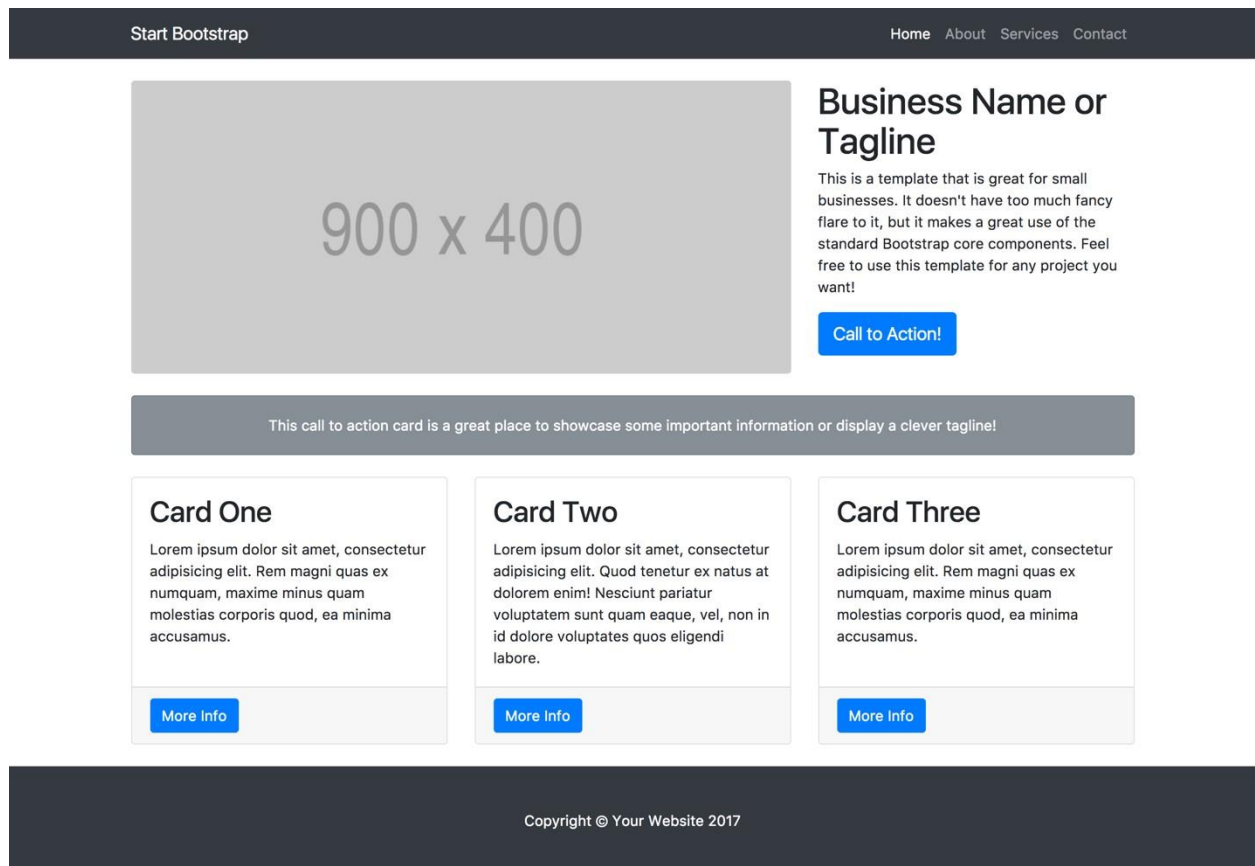 Start Bootstrap
Home About Services Contact
900 x 400
Business Name or
Tagline
This is a template that is great for small
businesses. It doesn't have too much fancy
flare to it, but it makes a great use of the
standard Bootstrap core components. Feel
free to use this template for any project you
want!
Call to Action!
This call to action card is a great place to showcase some important information or display a clever tagline!
Card One
Lorem ipsum dolor sit amet, consectetur
adipisicing elit. Rem magni quas ex
numquam, maxime minus quam
molestias corporis quod, ea minima
accusamus.
More Info
Card Two
Lorem ipsum dolor sit amet, consectetur
adipisicing elit. Quod tenetur ex natus at
dolorem enim! Nesciunt pariatur
voluptatem sunt quam eaque, vel, non in
id dolore voluptates quos eligendi
labore.
More Info
Card Three
Lorem ipsum dolor sit amet, consectetur
adipisicing elit. Rem magni quas ex
numquam, maxime minus quam
molestias corporis quod, ea minima
accusamus.
More Info
Copyright © Your Website 2017